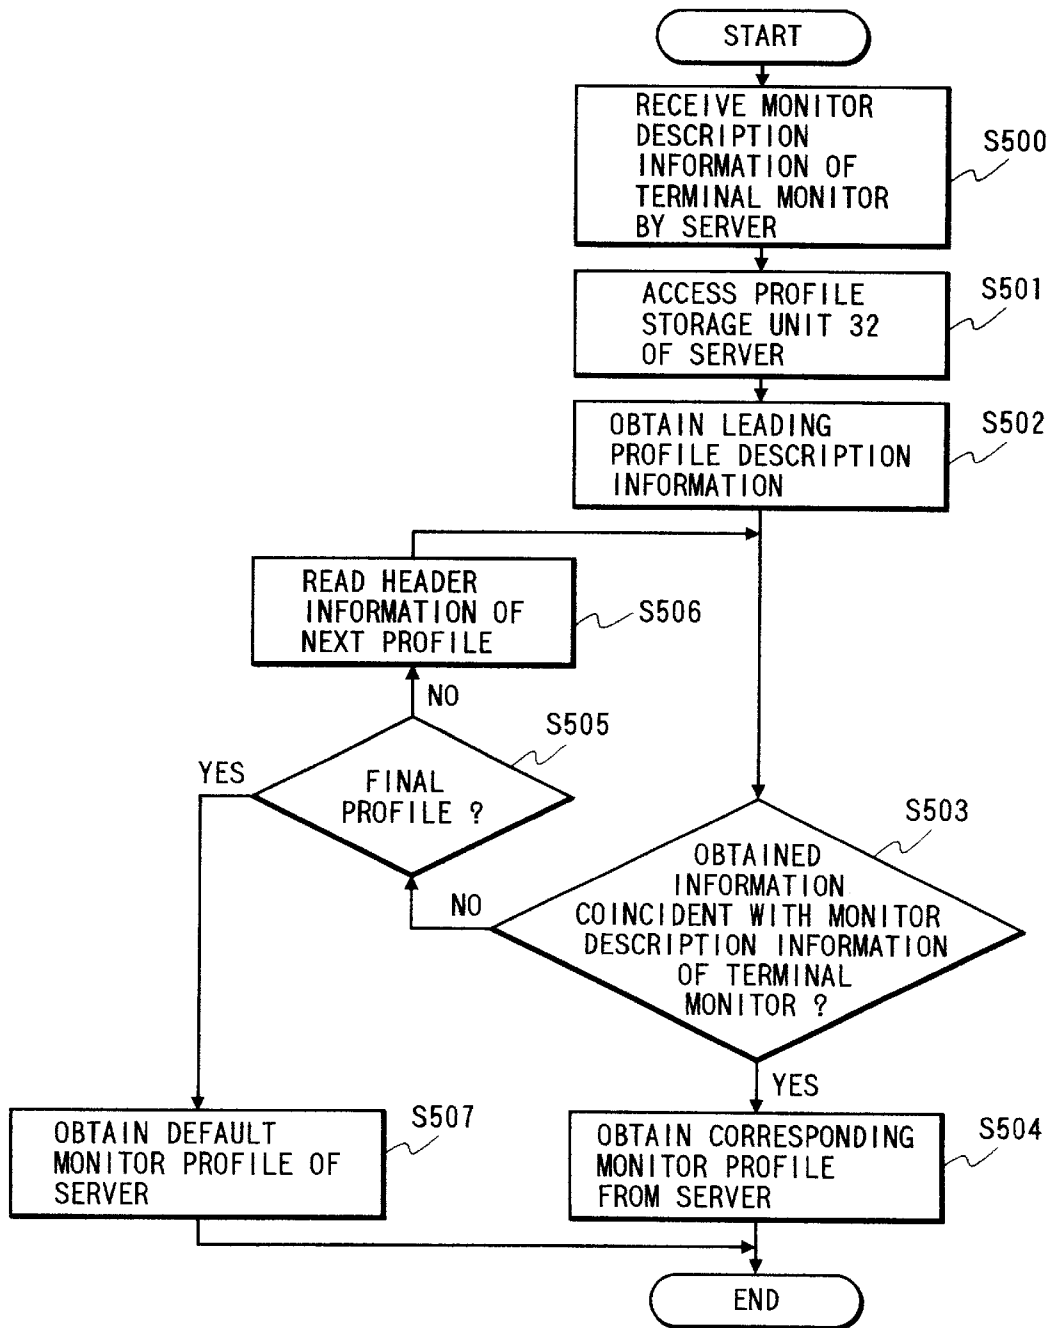 START
RECEIVE MONITOR
DESCRIPTION
INFORMATION OF
TERMINAL MONITOR
BY SERVER
S500
ACCESS PROFILE
STORAGE UNIT 32
OF SERVER
S501
OBTAIN LEADING
PROFILE DESCRIPTION
INFORMATION
S502
READ HEADER
INFORMATION OF
NEXT PROFILE
S506
NO
S505
YES
FINAL
PROFILE ?
S503
OBTAINED
INFORMATION
COINCIDENT WITH MONITOR
DESCRIPTION INFORMATION
OF TERMINAL
MONITOR ?
NO
YES
S507
OBTAIN DEFAULT
MONITOR PROFILE OF
SERVER
S504
OBTAIN CORRESPONDING
MONITOR PROFILE
FROM SERVER
END